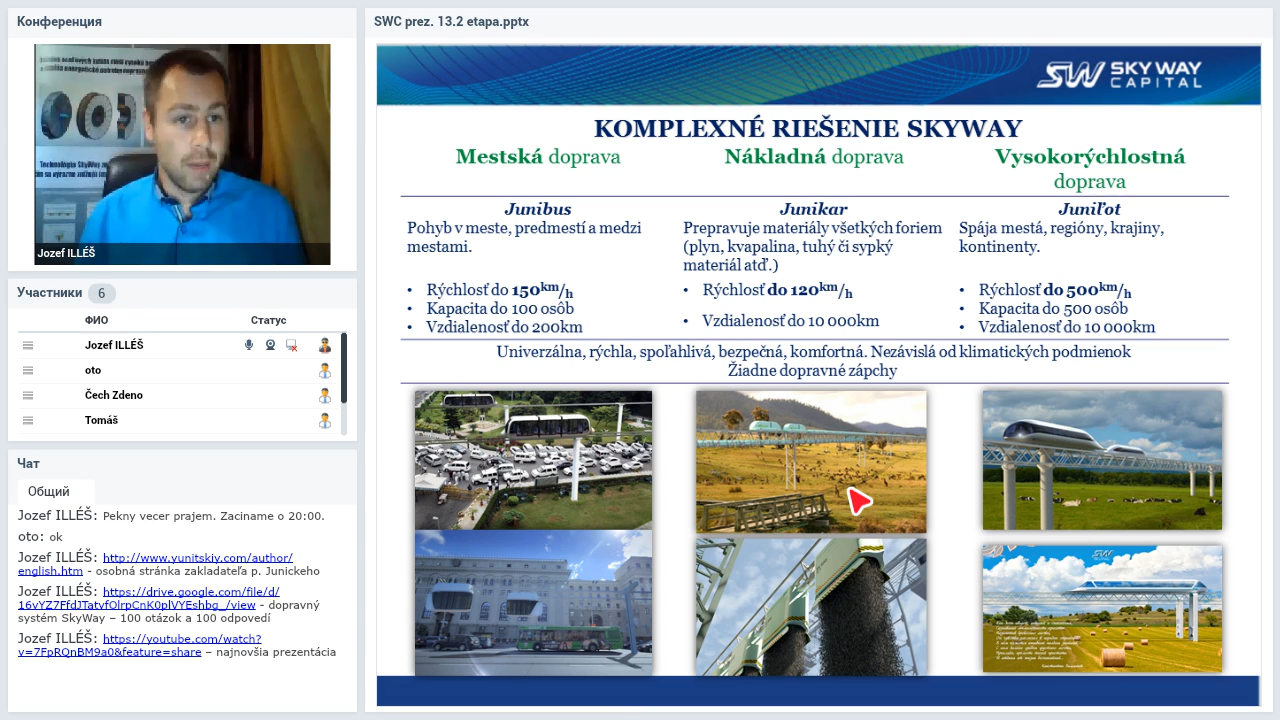 Конференция
Jozef ILLÉŠ
Участники 6
ФИО Статус
Jozef ILLÉŠ
oto
Čech Zdeno
Tomáš
Чат
Общий
Jozef ILLÉŠ: Pekny vecer prajem. Zaciname o 20:00.
oto: ok
Jozef ILLÉŠ: http://www.yunitskiy.com/author/
english.htm - osobná stránka zakladateľa p. Junickeho
Jozef ILLÉŠ: https://drive.google.com/file/d/
16vYZ7FfdJTatvfOlrpCnK0plVYEshbg_/view - dopravný
systém SkyWay – 100 otázok a 100 odpovedí
Jozef ILLÉŠ: https://youtube.com/watch?
v=7FpRQnBM9a0&feature=share – najnovšia prezentácia
SWC prez. 13.2 etapa.pptx
SW SKY WAY
CAPITAL
KOMPLEXNÉ RIEŠENIE SKYWAY
Mestská doprava
Nákladná doprava
Vysokorýchlostná
doprava
Junibus
Pohyb v meste, predmestí a medzi
mestami.
• Rýchlosť do 150km/h
• Kapacita do 100 osôb
• Vzdialenosť do 200km
Junikar
Prepravuje materiály všetkých foriem
(plyn, kvapalina, tuhý či sypký
materiál atď.)
• Rýchlosť do 120km/h
• Vzdialenosť do 10 000km
Juniľot
Spája mestá, regióny, krajiny,
kontinenty.
• Rýchlosť do 500km/h
• Kapacita do 500 osôb
• Vzdialenosť do 10 000km
Univerzálna, rýchla, spoľahlivá, bezpečná, komfortná. Nezávislá od klimatických podmienok
Žiadne dopravné zápchy